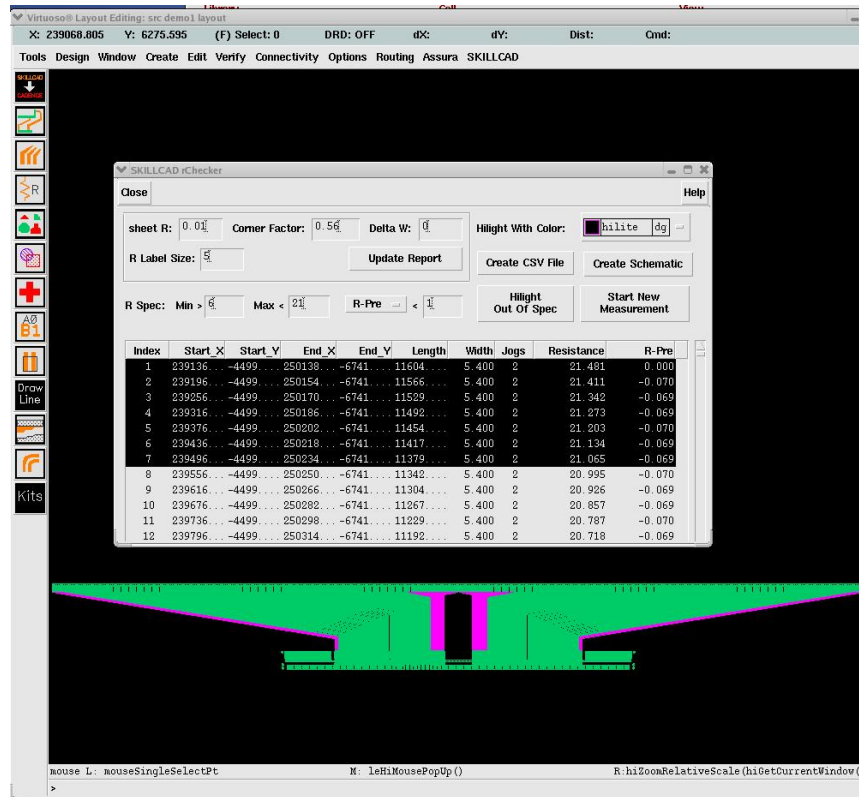 Library Cell View
Virtuoso® Layout Editing: src demo1 layout
X: 239068.805 Y: 6275.595 (F) Select: 0 DRD: OFF dX: dY: Dist: Cmd:
Tools Design Window Create Edit Verify Connectivity Options Routing Assura SKILLCAD
SKILLCAD
CADENCE
R
A0
B1
Draw
Line
Kits
SKILLCAD rChecker
Close Help
sheet R: 0.01 Corner Factor: 0.56 Delta W: 0 Hilight With Color: hilite dg
R Label Size: 5 Update Report Create CSV File Create Schematic
R Spec: Min > 6 Max < 21 R-Pre < 1 Hilight Out Of Spec Start New Measurement
Index Start_X Start_Y End_X End_Y Length Width Jogs Resistance R-Pre
1 239136... -4499.... 250138... -6741.... 11604.... 5.400 2 21.481 0.000
2 239196... -4499.... 250154... -6741.... 11566.... 5.400 2 21.411 -0.070
3 239256... -4499.... 250170... -6741.... 11529.... 5.400 2 21.342 -0.069
4 239316... -4499.... 250186... -6741.... 11492.... 5.400 2 21.273 -0.069
5 239376... -4499.... 250202... -6741.... 11454.... 5.400 2 21.203 -0.070
6 239436... -4499.... 250218... -6741.... 11417.... 5.400 2 21.134 -0.069
7 239496... -4499.... 250234... -6741.... 11379.... 5.400 2 21.065 -0.069
8 239556... -4499.... 250250... -6741.... 11342.... 5.400 2 20.995 -0.070
9 239616... -4499.... 250266... -6741.... 11304.... 5.400 2 20.926 -0.069
10 239676... -4499.... 250282... -6741.... 11267.... 5.400 2 20.857 -0.069
11 239736... -4499.... 250298... -6741.... 11229.... 5.400 2 20.787 -0.070
12 239796... -4499.... 250314... -6741.... 11192.... 5.400 2 20.718 -0.069
mouse L: mouseSingleSelectPt M: leHiMousePopUp() R:hiZoomRelativeScale(hiGetCurrentWindow(
>